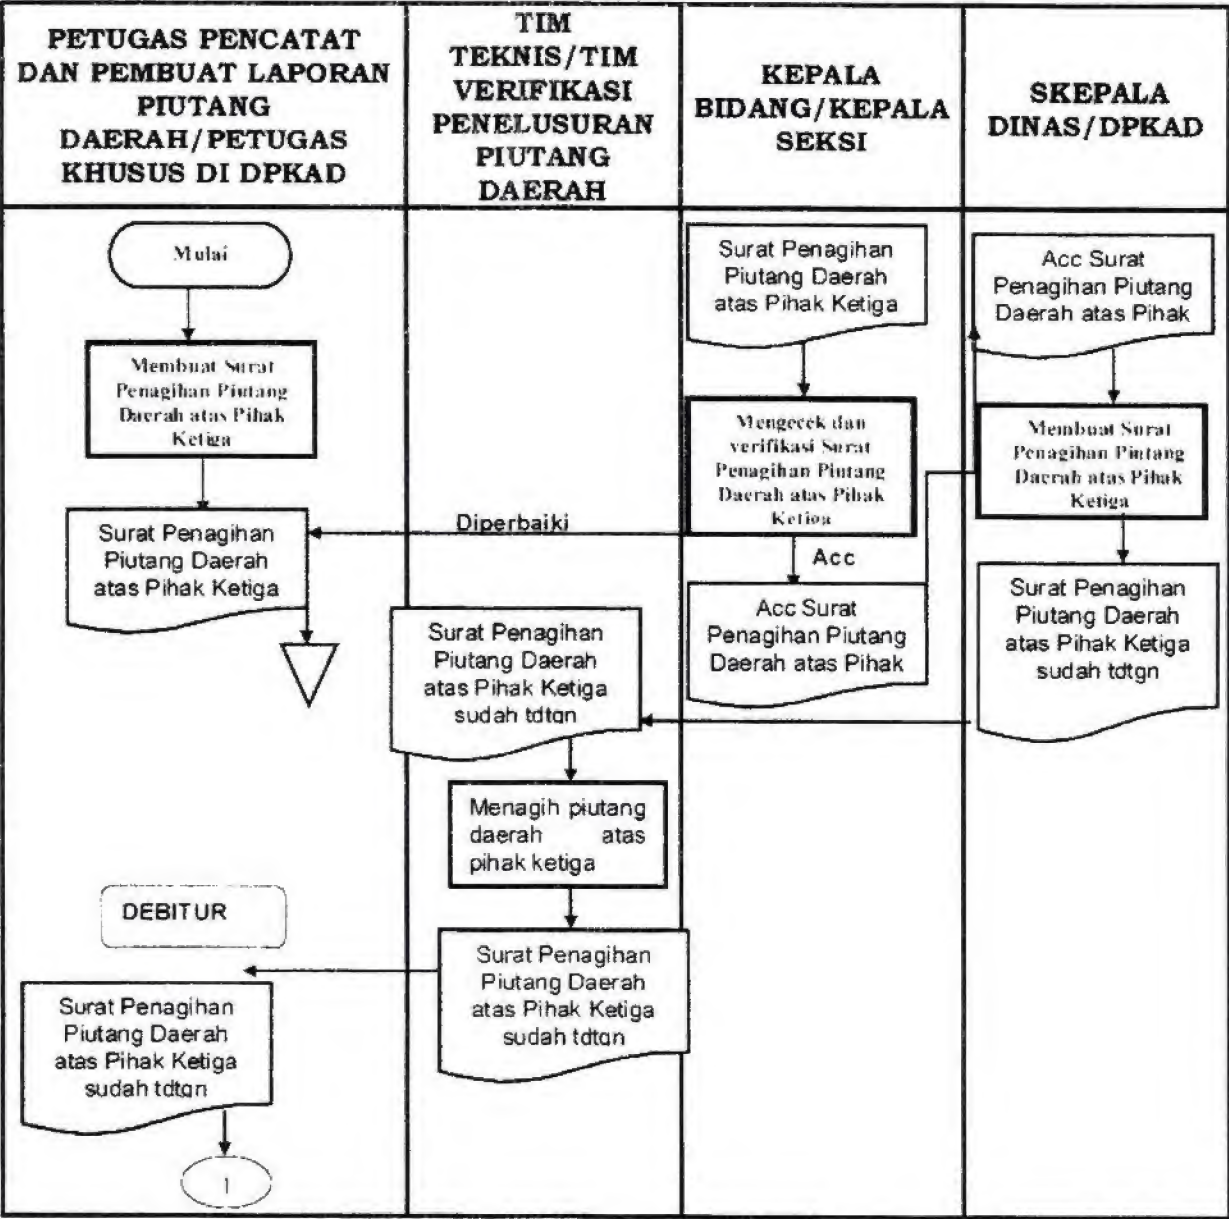 PETUGAS PENCATAT
DAN PEMBUAT LAPORAN
PIUTANG
DAERAH/PETUGAS
KHUSUS DI DPKAD
TIM
TEKNIS/TIM
VERIFIKASI
PENELUSURAN
PIUTANG
DAERAH
KEPALA
BIDANG/KEPALA
SEKSI
SKEPALA
DINAS/DPKAD
Mulai
Membuat Surat
Penagihan Piutang
Daerah atas Pihak
Ketiga
Surat Penagihan
Piutang Daerah
atas Pihak Ketiga
DEBITUR
Surat Penagihan
Piutang Daerah
atas Pihak Ketiga
sudah tdtgn
1
Diperbaiki
Surat Penagihan
Piutang Daerah
atas Pihak Ketiga
sudah tdtgn
Menagih piutang
daerah atas
pihak ketiga
Surat Penagihan
Piutang Daerah
atas Pihak Ketiga
sudah tdtgn
Surat Penagihan
Piutang Daerah
atas Pihak Ketiga
Mengecek dan
verifikasi Surat
Penagihan Piutang
Daerah atas Pihak
Ketiga
Acc
Acc Surat
Penagihan Piutang
Daerah atas Pihak
Acc Surat
Penagihan Piutang
Daerah atas Pihak
Membuat Surat
Penagihan Piutang
Daerah atas Pihak
Ketiga
Surat Penagihan
Piutang Daerah
atas Pihak Ketiga
sudah tdtgn